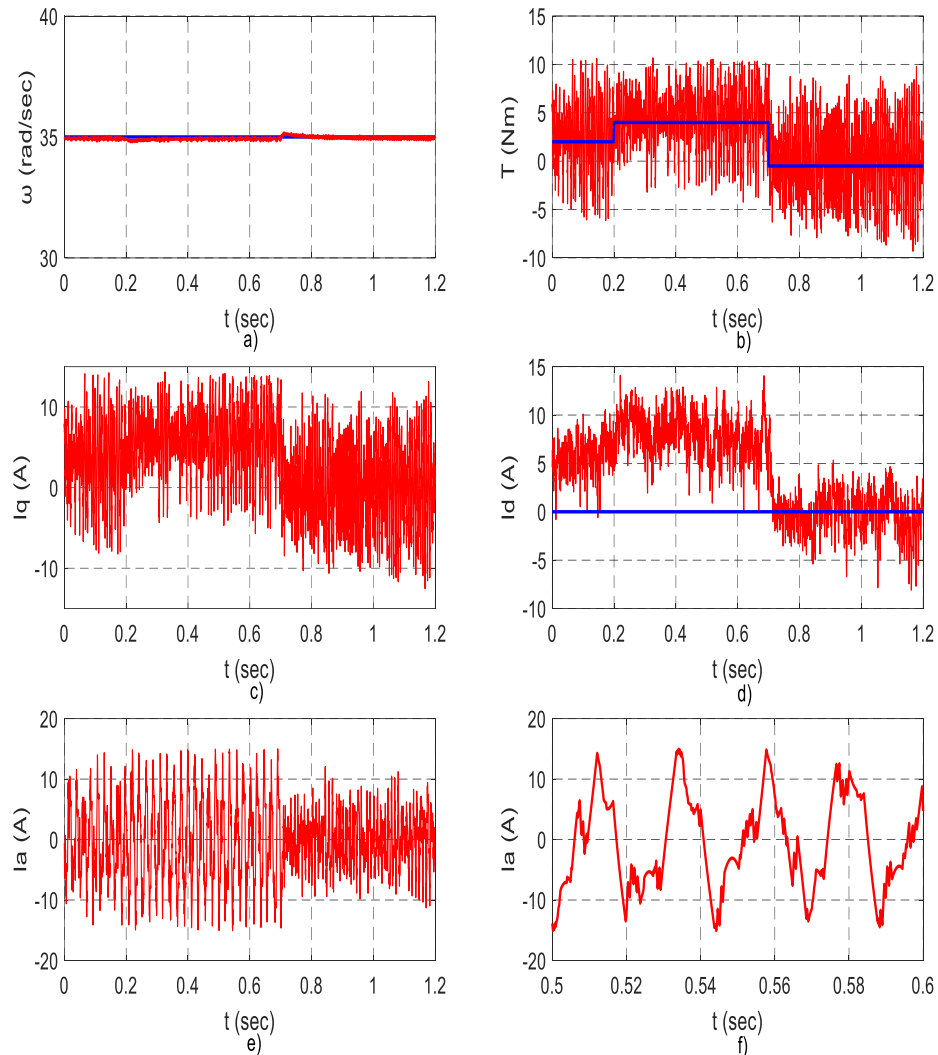 40
35
30
ω (rad/sec)
0 0.2 0.4 0.6 0.8 1 1.2
t (sec)
a)
15
10
5
0
-5
-10
T (Nm)
0 0.2 0.4 0.6 0.8 1 1.2
t (sec)
b)
10
0
-10
Iq (A)
0 0.2 0.4 0.6 0.8 1 1.2
t (sec)
c)
15
10
5
0
-5
-10
Id (A)
0 0.2 0.4 0.6 0.8 1 1.2
t (sec)
d)
20
10
0
-10
-20
Ia (A)
0 0.2 0.4 0.6 0.8 1 1.2
t (sec)
e)
20
10
0
-10
-20
Ia (A)
0.5 0.52 0.54 0.56 0.58 0.6
t (sec)
f)